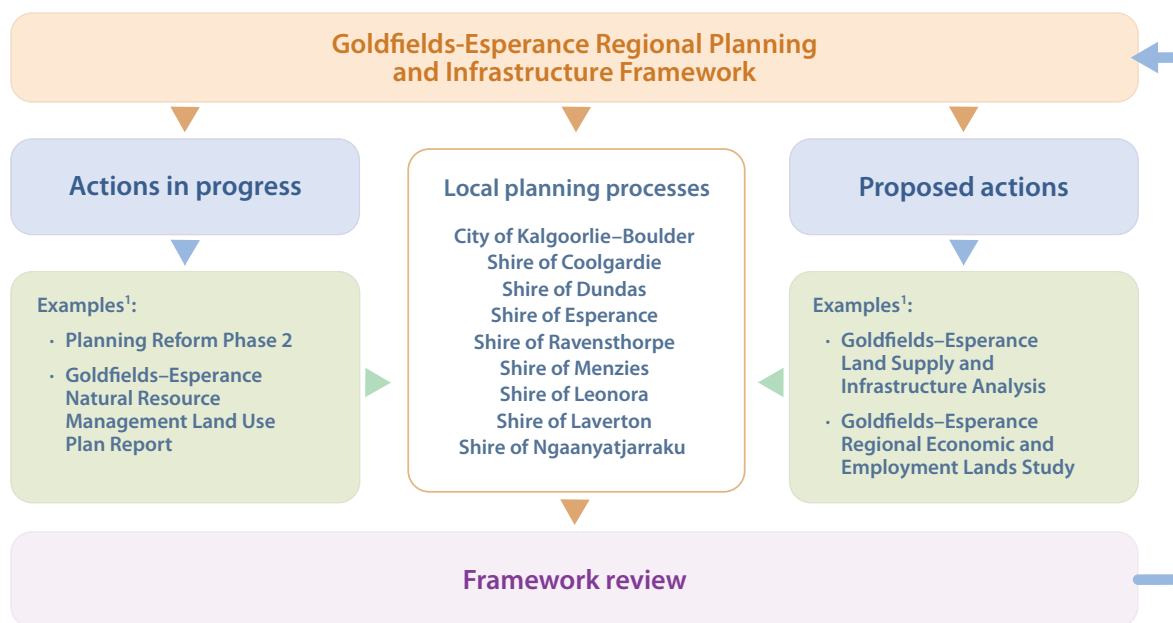 Goldfields-Esperance Regional Planning
and Infrastructure Framework
Actions in progress
Examples¹:
· Planning Reform Phase 2
· Goldfields–Esperance
Natural Resource
Management Land Use
Plan Report
Local planning processes
City of Kalgoorlie–Boulder
Shire of Coolgardie
Shire of Dundas
Shire of Esperance
Shire of Ravensthorpe
Shire of Menzies
Shire of Leonora
Shire of Laverton
Shire of Ngaanyatjarraku
Proposed actions
Examples¹:
· Goldfields–Esperance
Land Supply and
Infrastructure Analysis
· Goldfields–Esperance
Regional Economic and
Employment Lands Study
Framework review